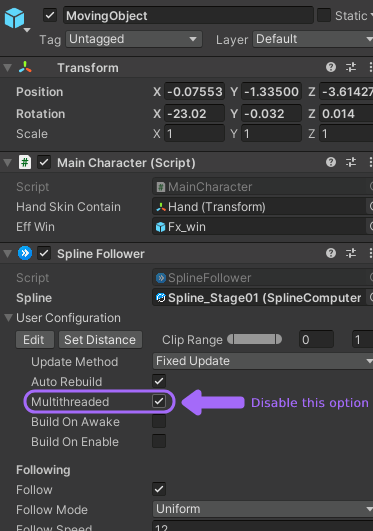 MovingObject Static
Tag Untagged Layer Default
Transform
Position X -0.07553 Y -1.33500 Z -3.61427
Rotation X -23.02 Y -0.032 Z 0.014
Scale X 1 Y 1 Z 1
Main Character (Script)
Script MainCharacter
Hand Skin Contain Hand (Transform)
Eff Win Fx_win
Spline Follower
Script SplineFollower
Spline Spline_Stage01 (SplineComputer
User Configuration
Edit Set Distance Clip Range 0 1
Update Method Fixed Update
Auto Rebuild
Multithreaded Disable this option
Build On Awake
Build On Enable
Following
Follow
Follow Mode Uniform
Follow Speed 12